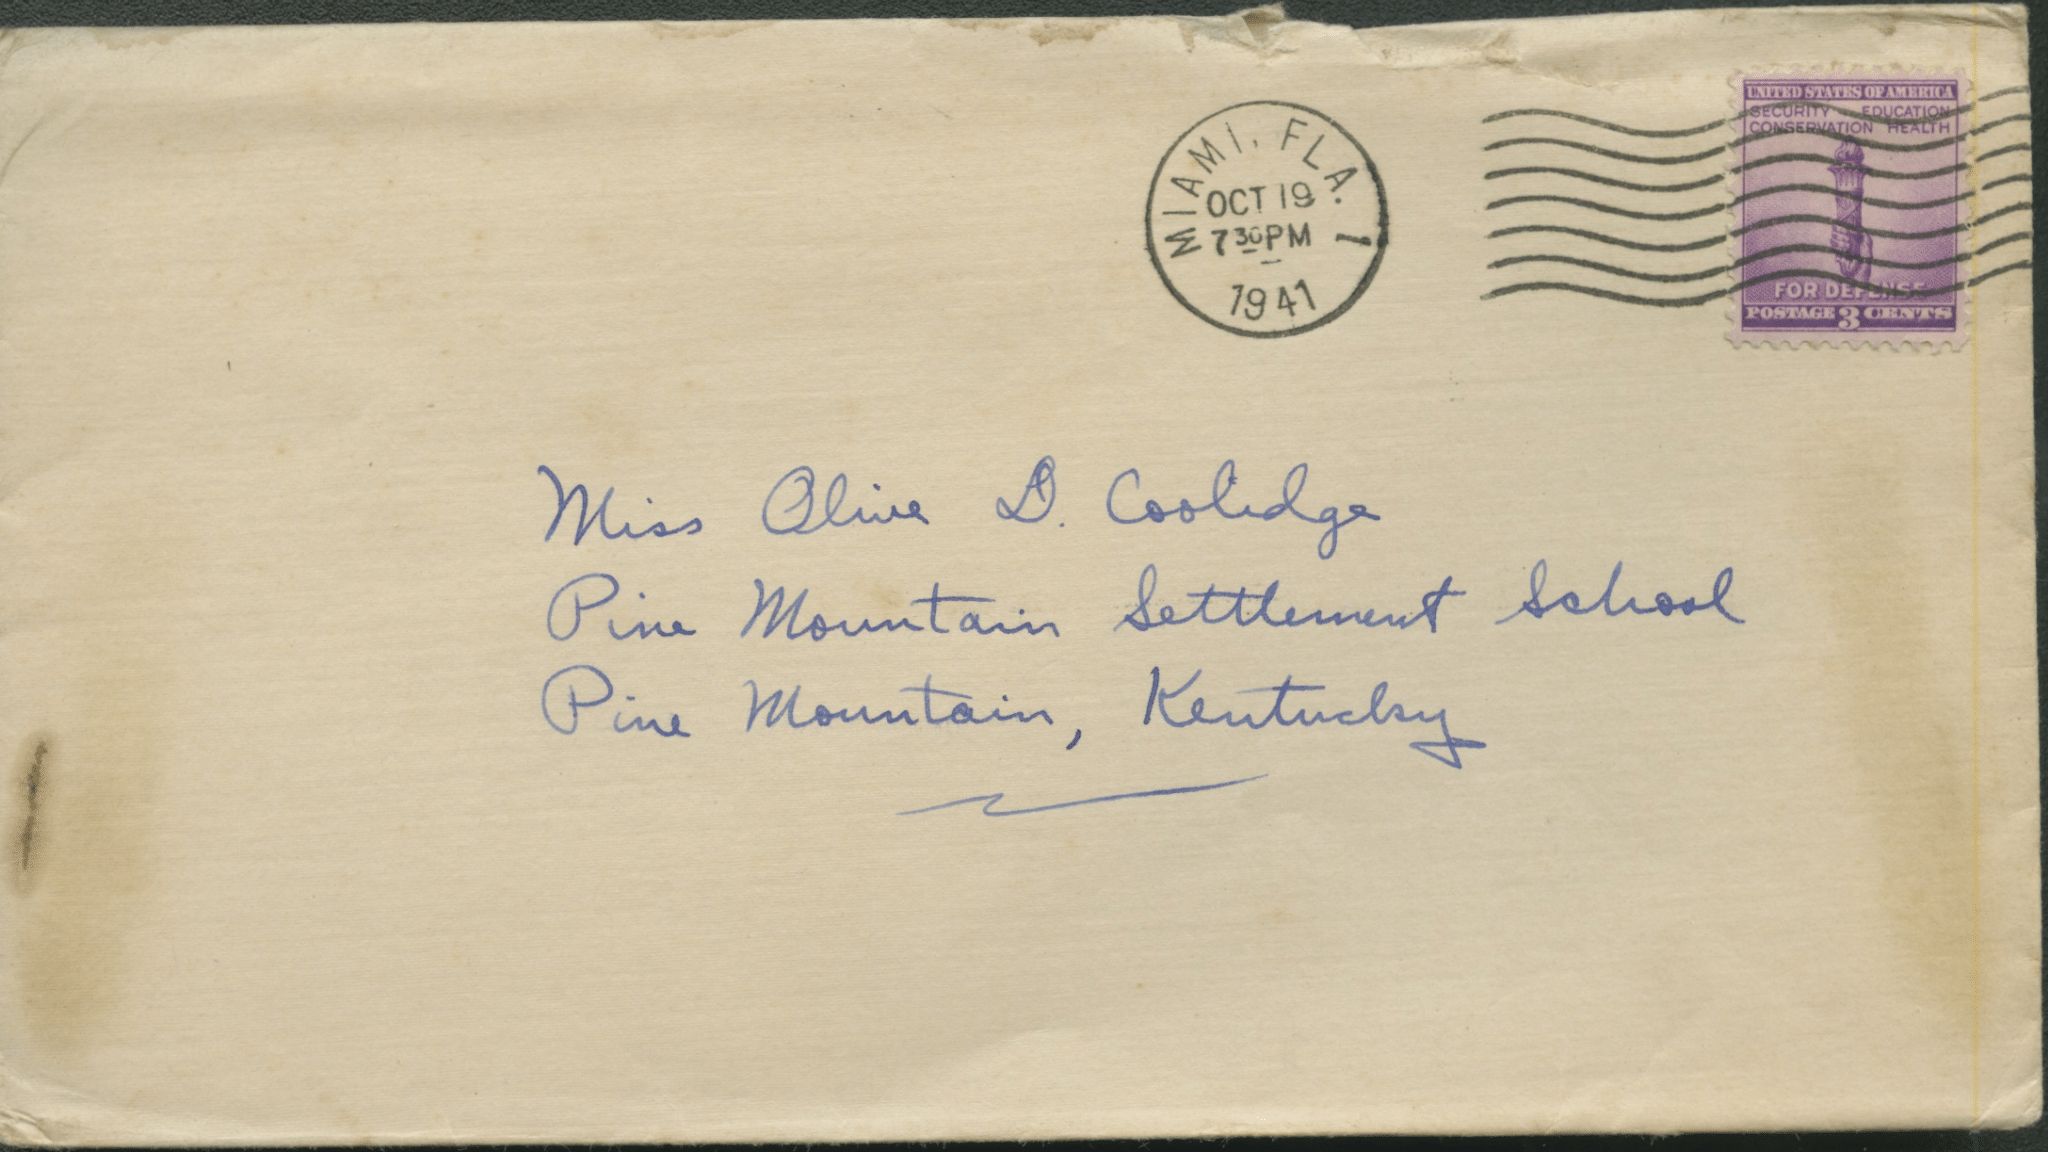 MIAMI, FLA. 1
OCT 19
7 30 PM
1941
UNITED STATES OF AMERICA
SECURITY EDUCATION
CONSERVATION HEALTH
FOR DEFENSE
POSTAGE 3 CENTS
Miss Olive D. Coolidge
Pine Mountain Settlement School
Pine Mountain, Kentucky